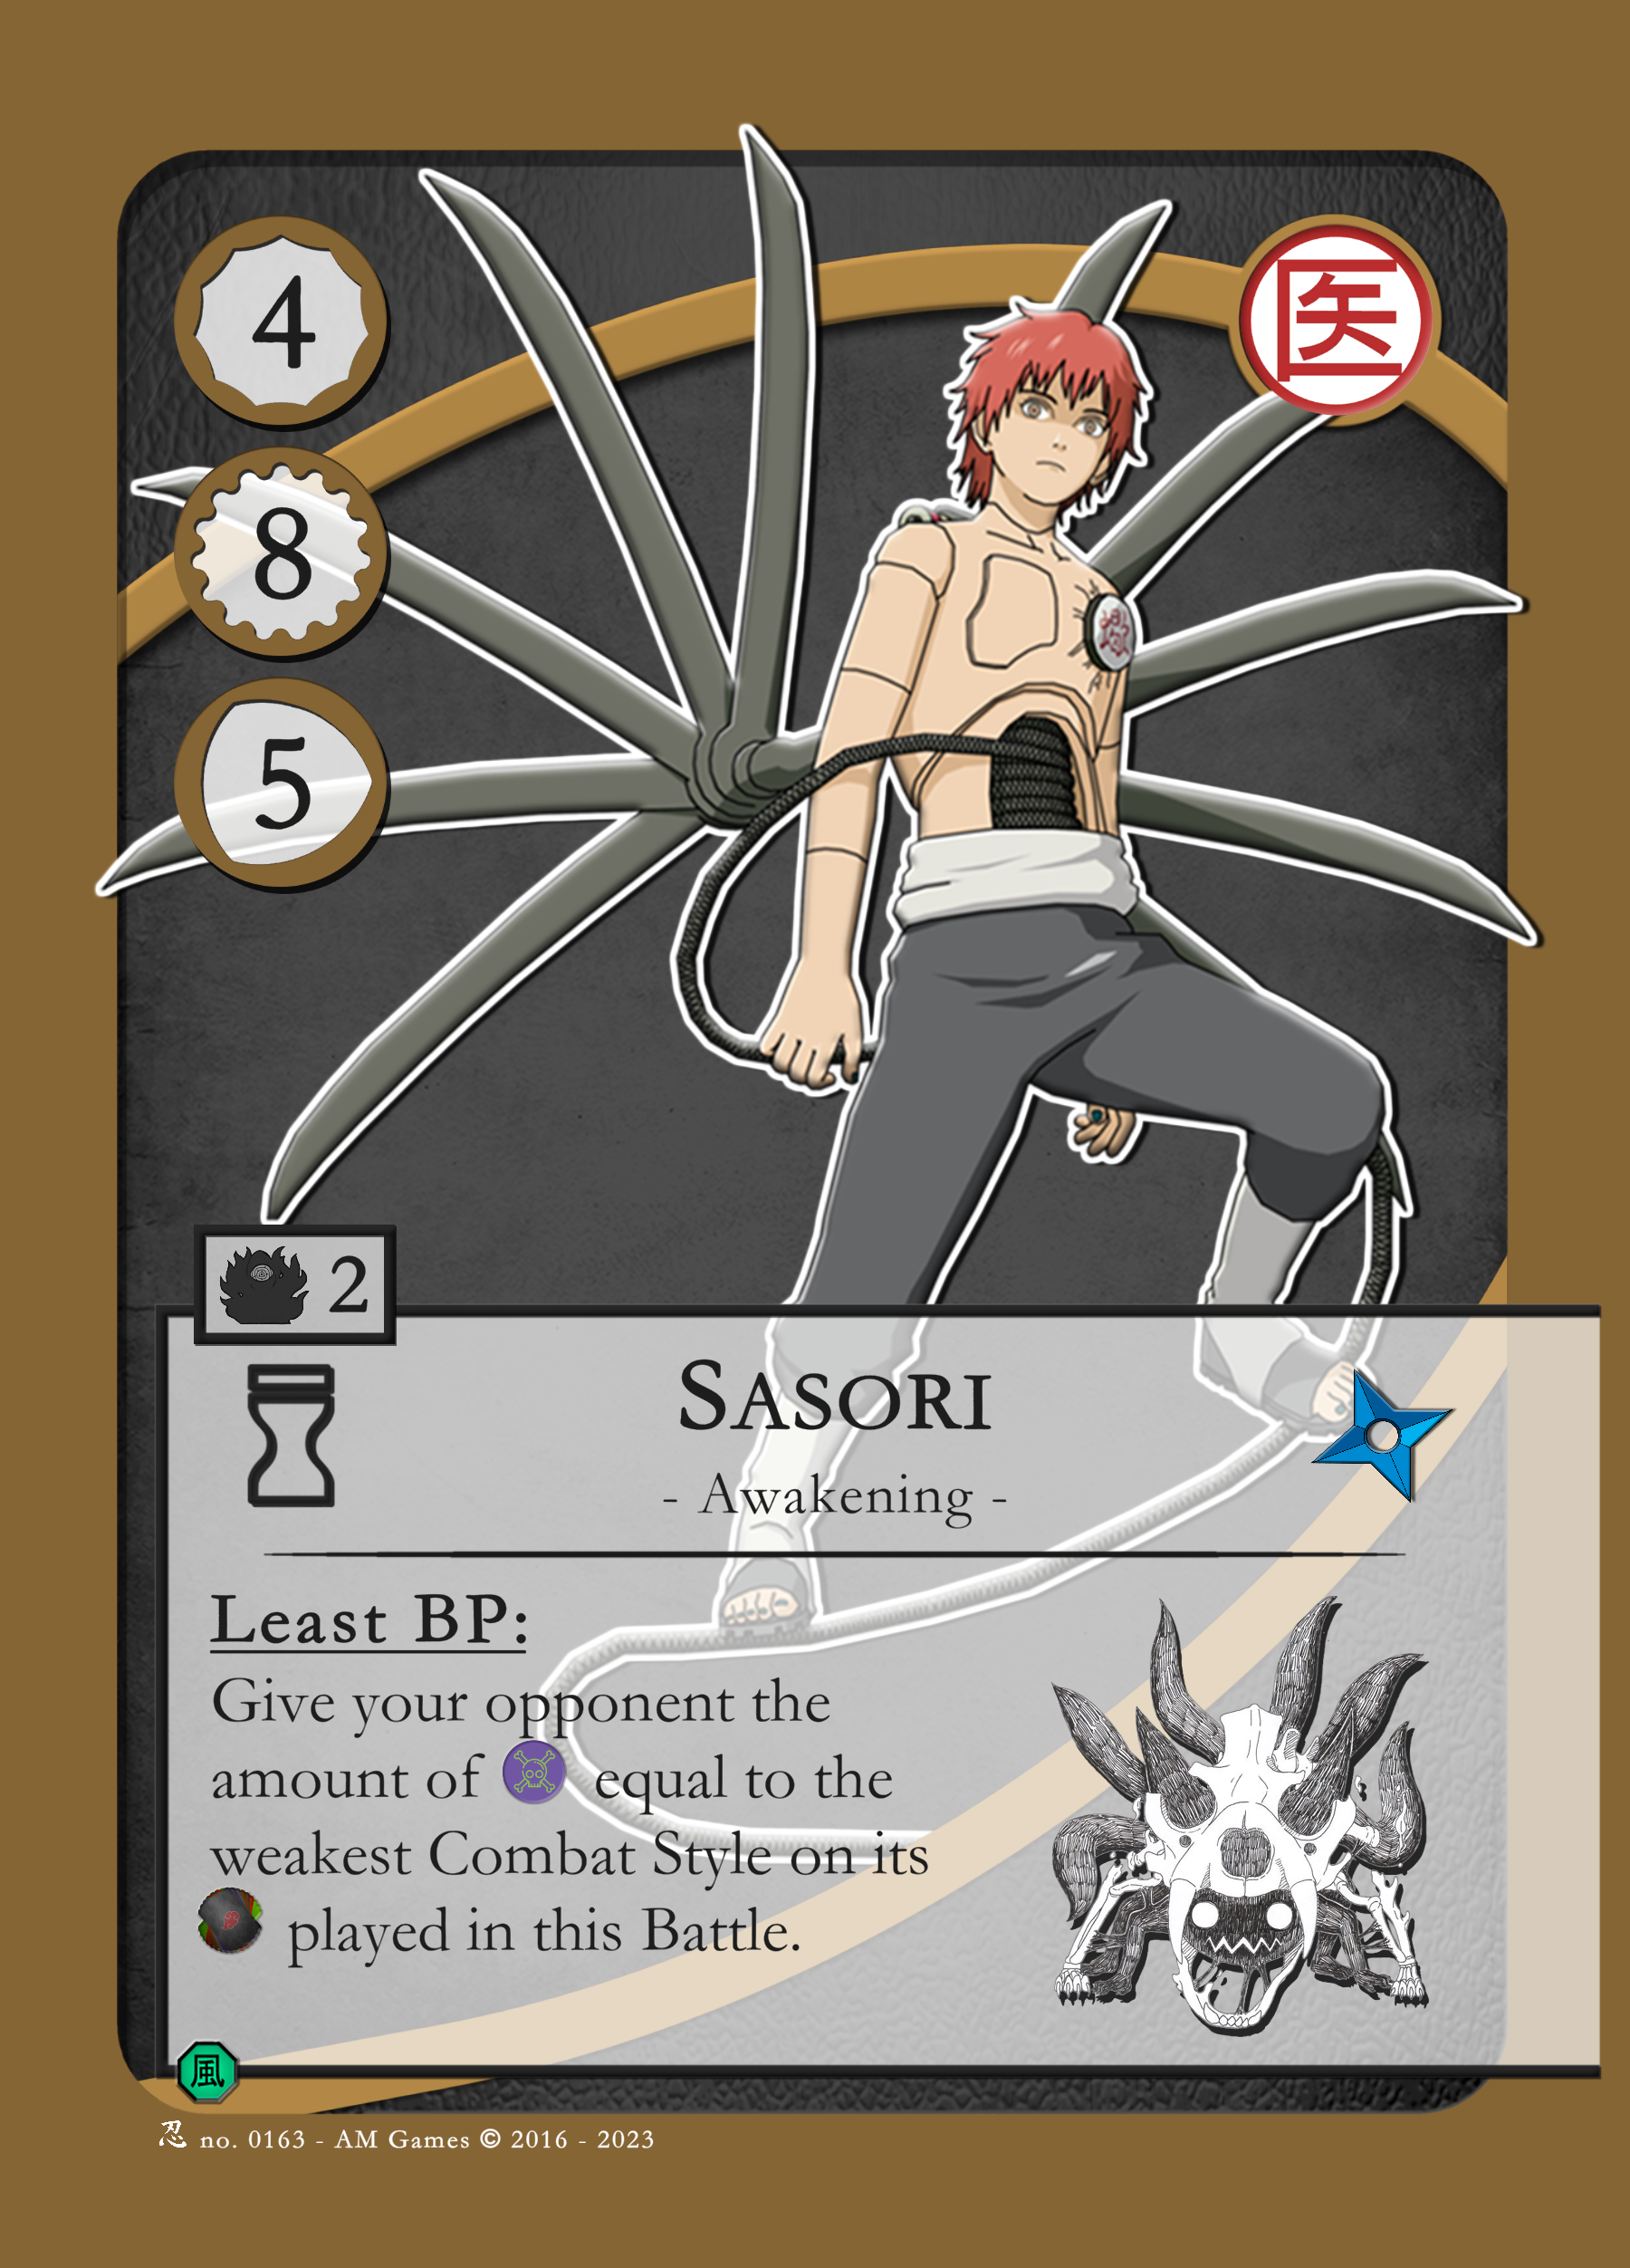 4
医
8
5
2
Sasori
- Awakening -
Least BP:
Give your opponent the
amount of equal to the
weakest Combat Style on its
played in this Battle.
風
忍 no. 0163 - AM Games © 2016 - 2023